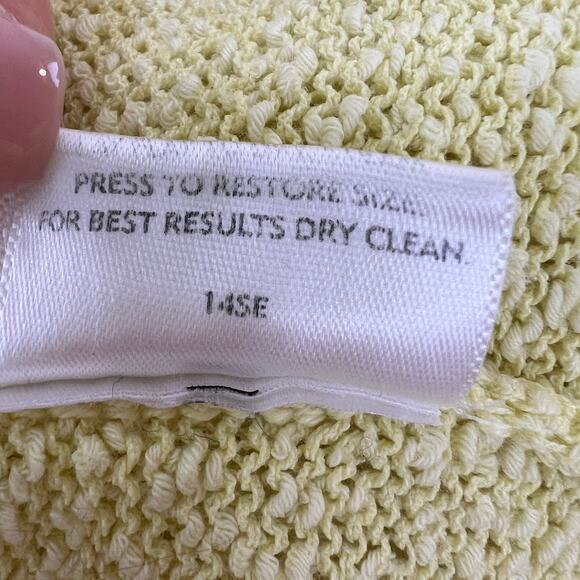 PRESS TO RESTORE SIZE.
FOR BEST RESULTS DRY CLEAN.
14SE